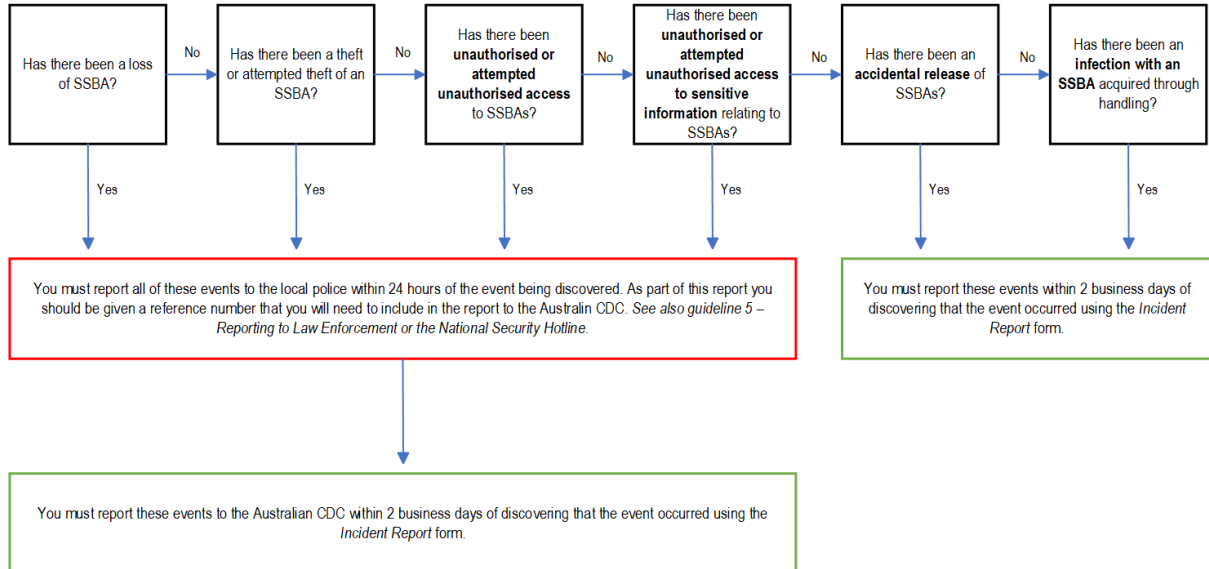 Has there been a loss
of SSBA?
No
Has there been a theft
or attempted theft of an
SSBA?
No
Has there been
unauthorised or
attempted
unauthorised access
to SSBAs?
No
Has there been
unauthorised or
attempted
unauthorised access
to sensitive
information relating to
SSBAs?
No
Has there been an
accidental release of
SSBAs?
No
Has there been an
infection with an
SSBA acquired through
handling?
Yes
Yes
Yes
Yes
Yes
Yes
You must report all of these events to the local police within 24 hours of the event being discovered. As part of this report you
should be given a reference number that you will need to include in the report to the Australin CDC. See also guideline 5 –
Reporting to Law Enforcement or the National Security Hotline.
You must report these events within 2 business days of
discovering that the event occurred using the Incident
Report form.
You must report these events to the Australian CDC within 2 business days of discovering that the event occurred using the
Incident Report form.